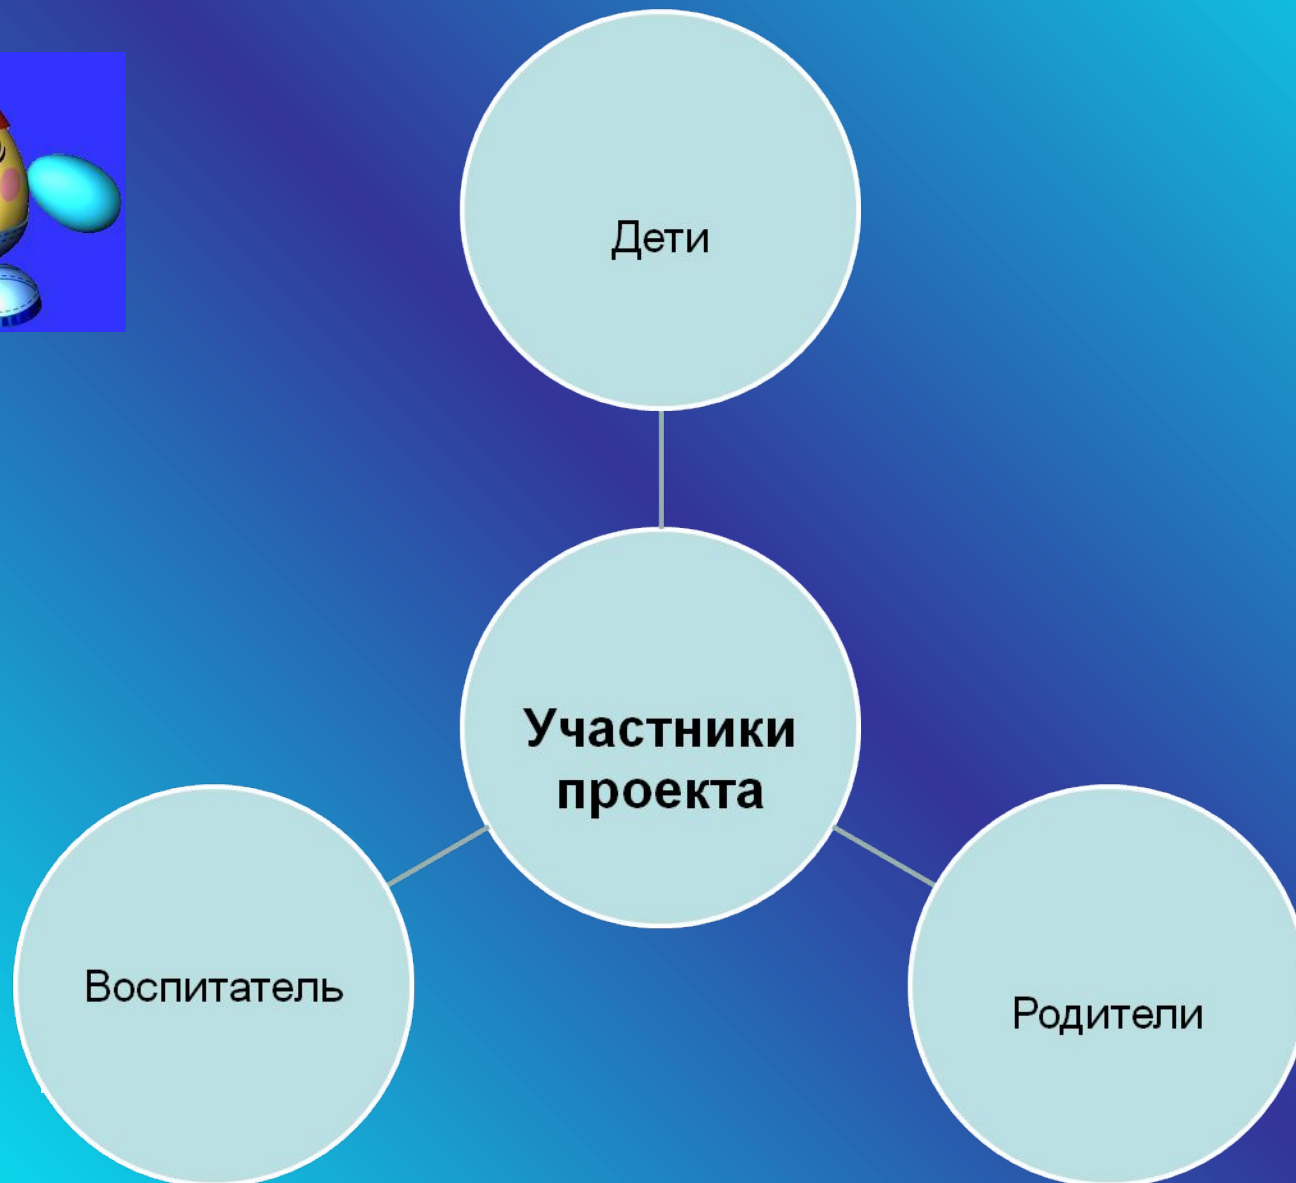 Дети
Участники
проекта
Воспитатель
Родители